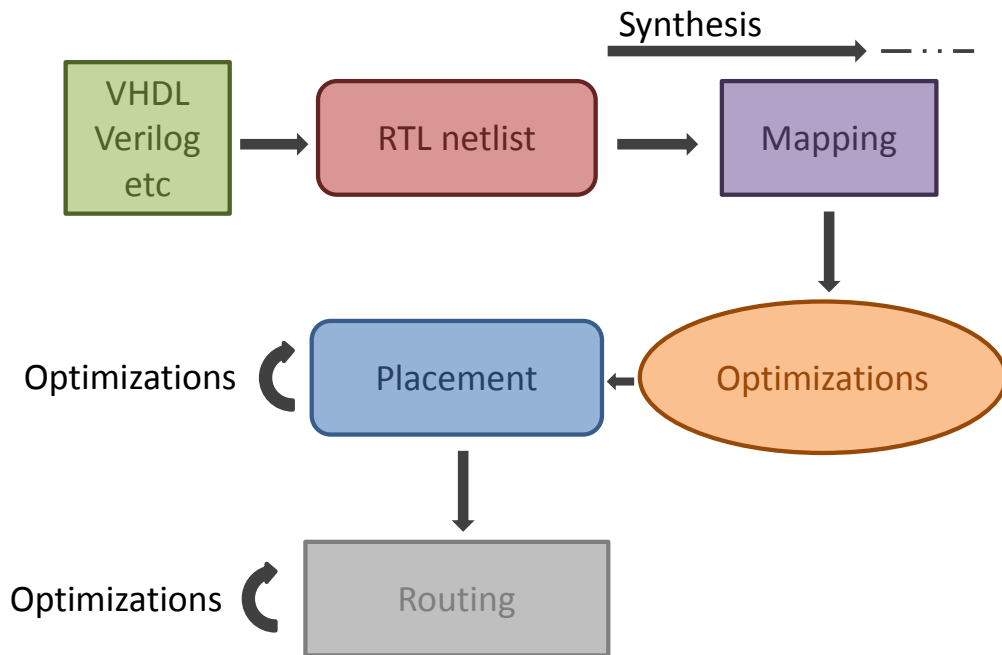 Synthesis
VHDL
Verilog
etc
RTL netlist
Mapping
Optimizations
Placement
Optimizations
Optimizations
Routing